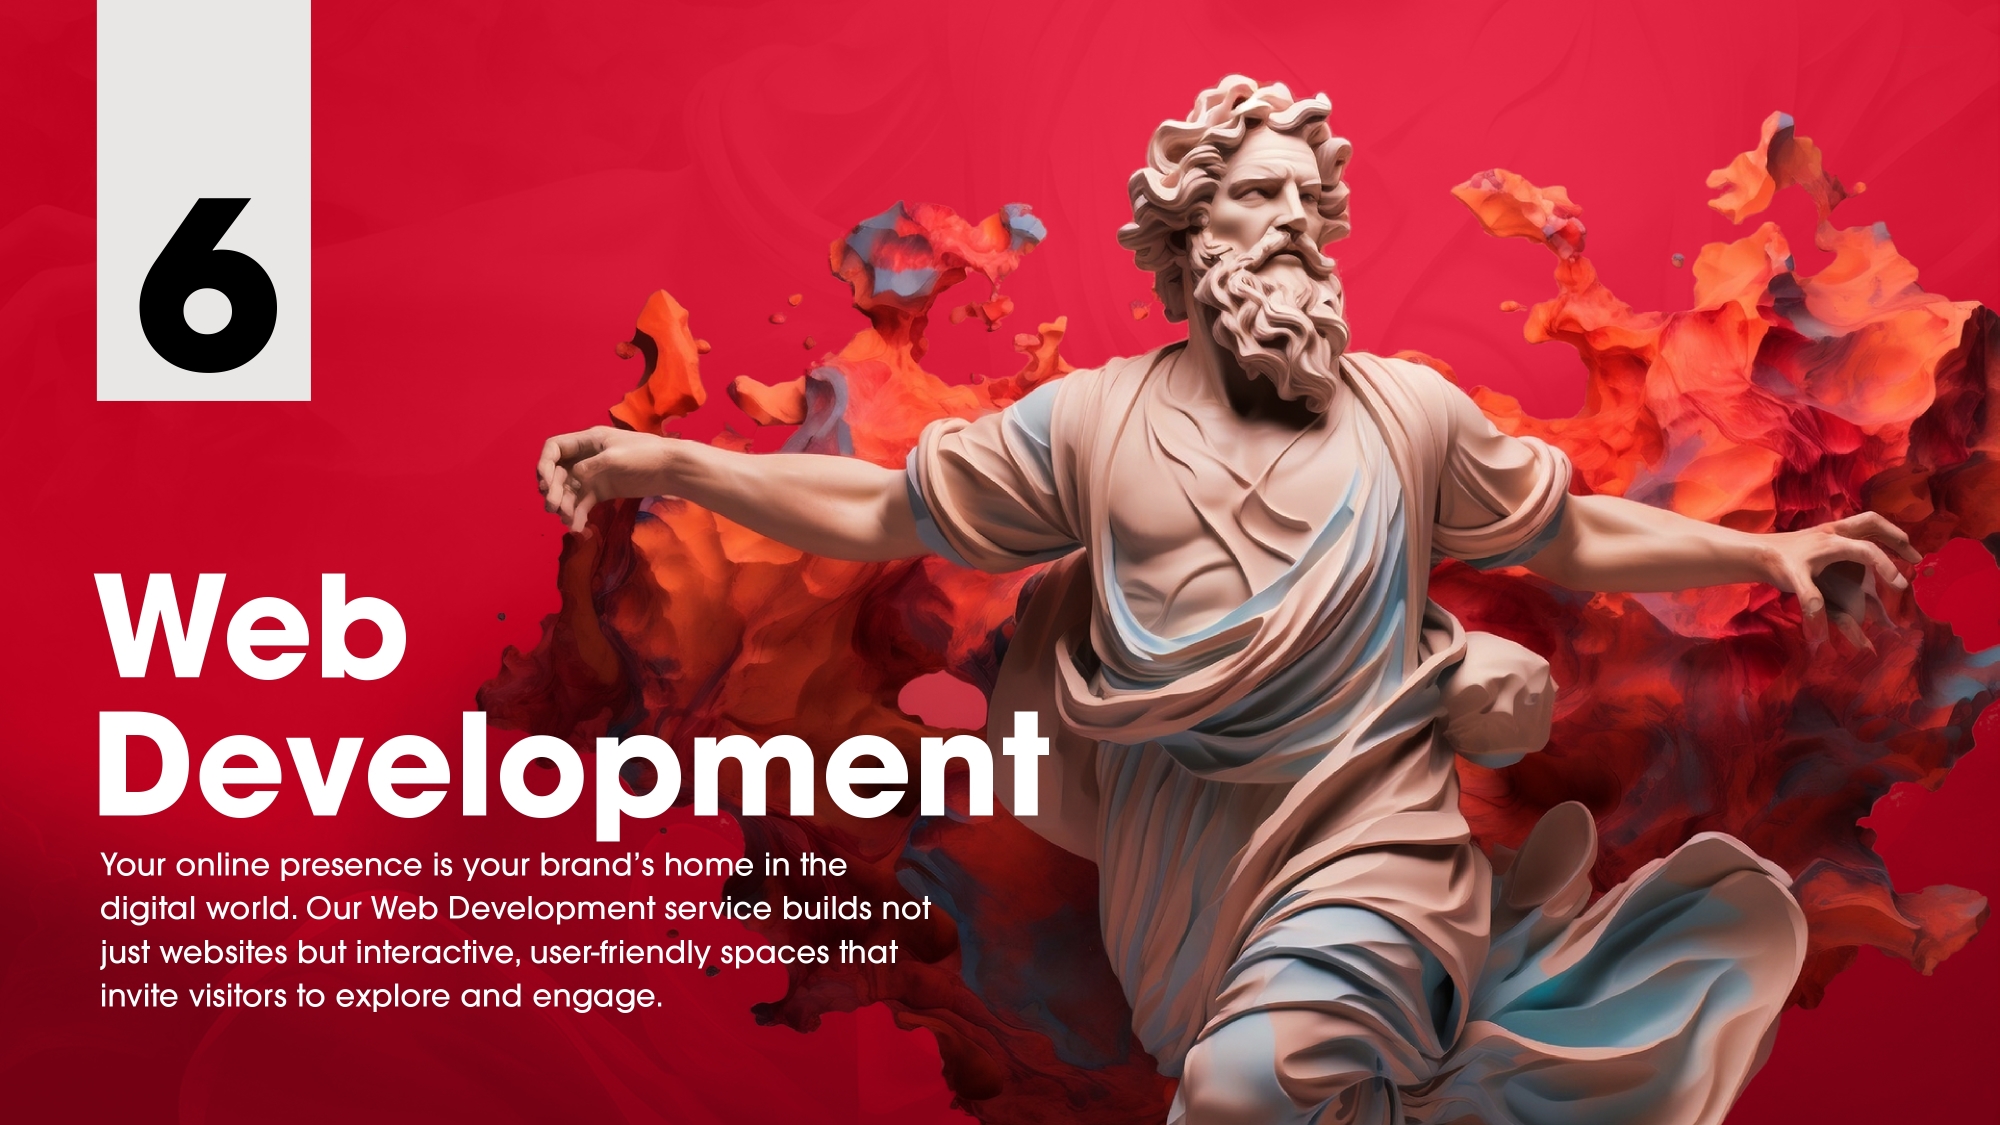 6
Web
Development
Your online presence is your brand’s home in the
digital world. Our Web Development service builds not
just websites but interactive, user-friendly spaces that
invite visitors to explore and engage.